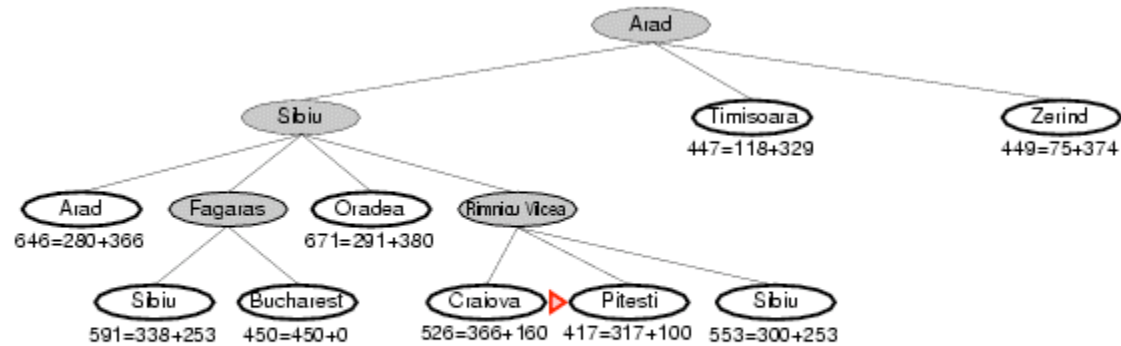 Arad
Sibiu
Timisoara
Zerind
447=118+329
449=75+374
Arad
Fagaras
Oradea
Rimnicu Vilcea
646=280+366
671=291+380
Sibiu
Bucharest
Craiova
Pitesti
Sibiu
591=338+253
450=450+0
526=366+160
417=317+100
553=300+253